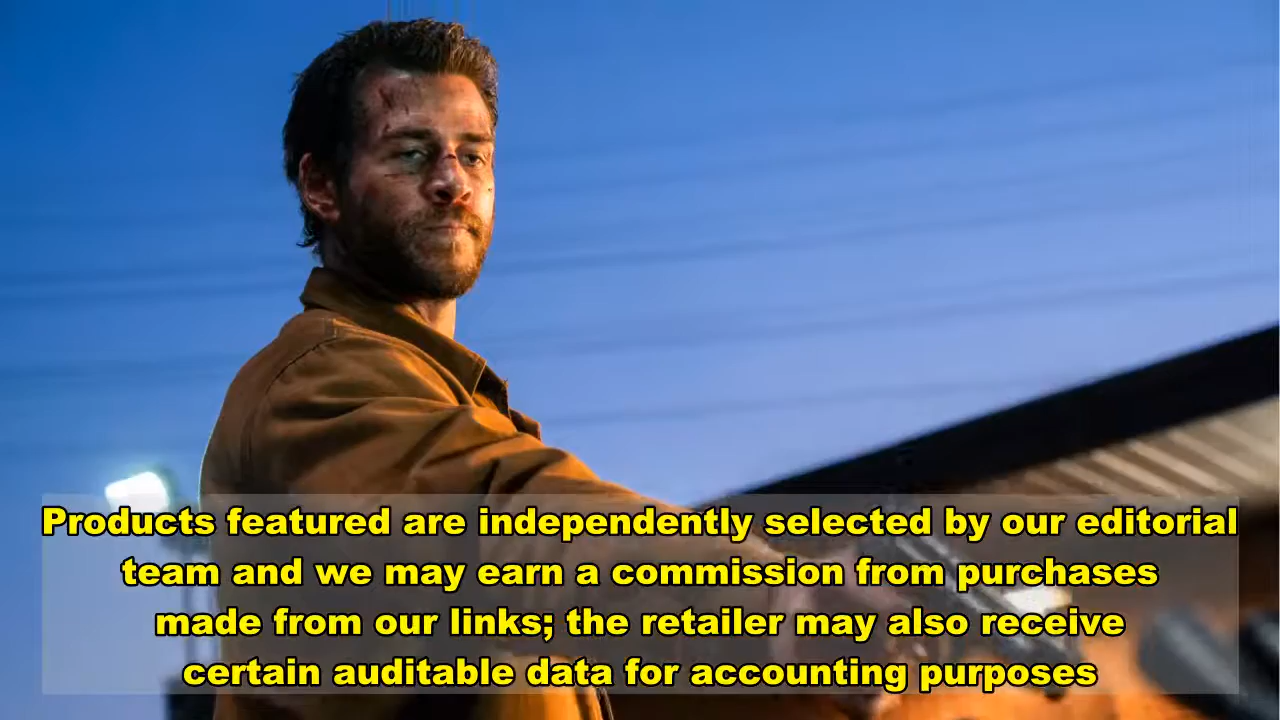 Products featured are independently selected by our editorial
team and we may earn a commission from purchases
made from our links; the retailer may also receive
certain auditable data for accounting purposes